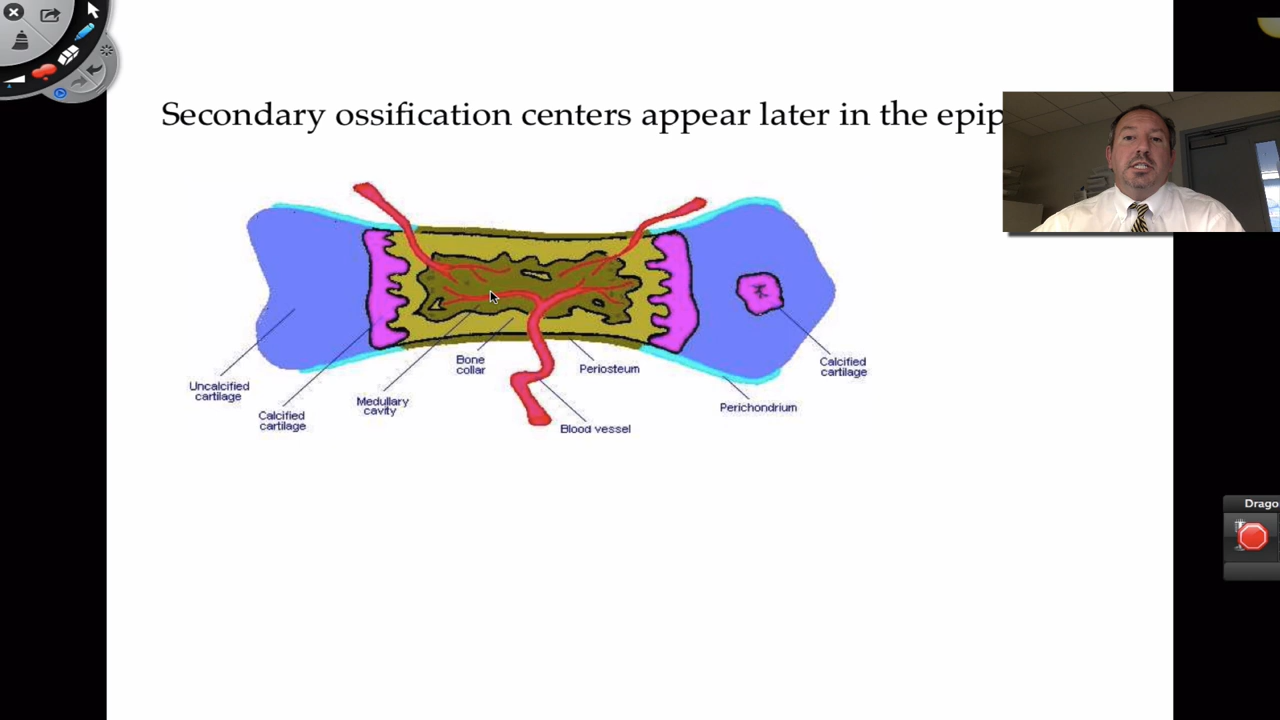 Secondary ossification centers appear later in the epip
Uncalcified
cartilage
Calcified
cartilage
Medullary
cavity
Bone
collar
Blood vessel
Periosteum
Perichondrium
Calcified
cartilage
Drago